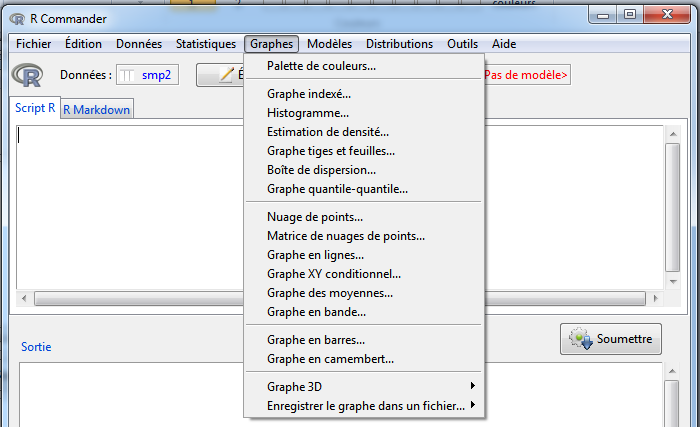 couleurs
R Commander
Fichier Édition Données Statistiques Graphes Modèles Distributions Outils Aide
Données: smp2 É Pas de modèle>
Script R R Markdown
Palette de couleurs...
Graphe indexé...
Histogramme...
Estimation de densité...
Graphe tiges et feuilles...
Boîte de dispersion...
Graphe quantile-quantile...
Nuage de points...
Matrice de nuages de points...
Graphe en lignes...
Graphe XY conditionnel...
Graphe des moyennes...
Graphe en bande...
Graphe en barres...
Graphe en camembert...
Graphe 3D
Enregistrer le graphe dans un fichier...
Sortie
Soumettre